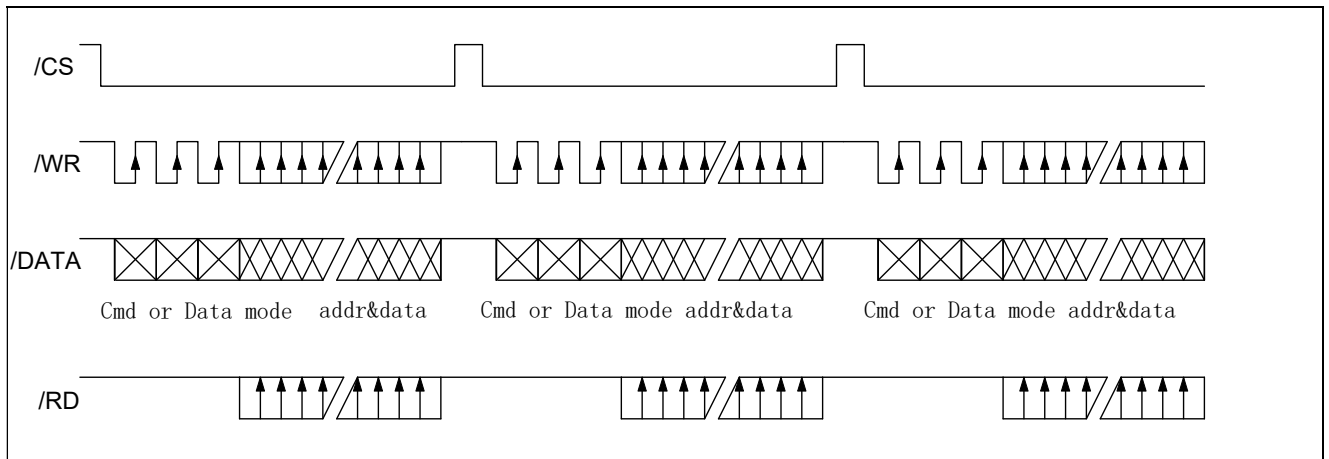 /CS
/WR
/DATA
Cmd or Data mode addr&data Cmd or Data mode addr&data Cmd or Data mode addr&data
/RD